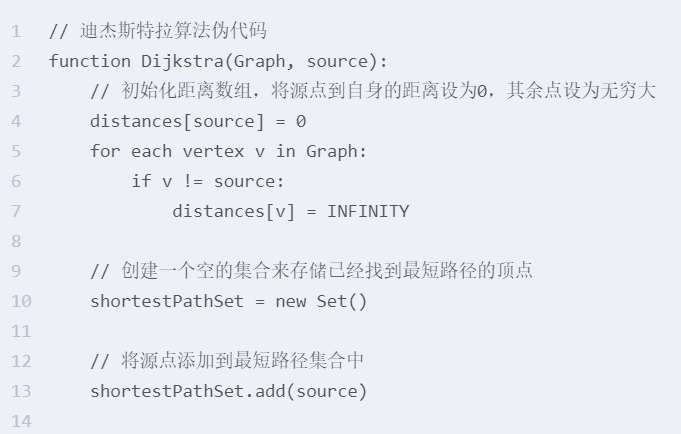 1 // 迪杰斯特拉算法伪代码
2 function Dijkstra(Graph, source):
3     // 初始化距离数组，将源点到自身的距离设为0，其余点设为无穷大
4     distances[source] = 0
5     for each vertex v in Graph:
6         if v != source:
7             distances[v] = INFINITY
8
9     // 创建一个空的集合来存储已经找到最短路径的顶点
10     shortestPathSet = new Set()
11
12     // 将源点添加到最短路径集合中
13     shortestPathSet.add(source)
14